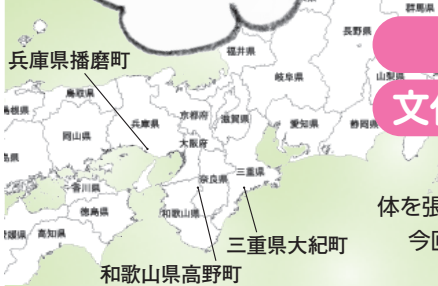 群馬県
長野県
福井県
兵庫県播磨町
岐阜県
山梨県
鳥取県
京都府
滋賀県
愛知県
静岡県
兵庫県
岡山県
大阪府
奈良県
三重県
香川県
徳島県
和歌山県
高知県
愛媛県
体を張
三重県大紀町
今回
和歌山県高野町